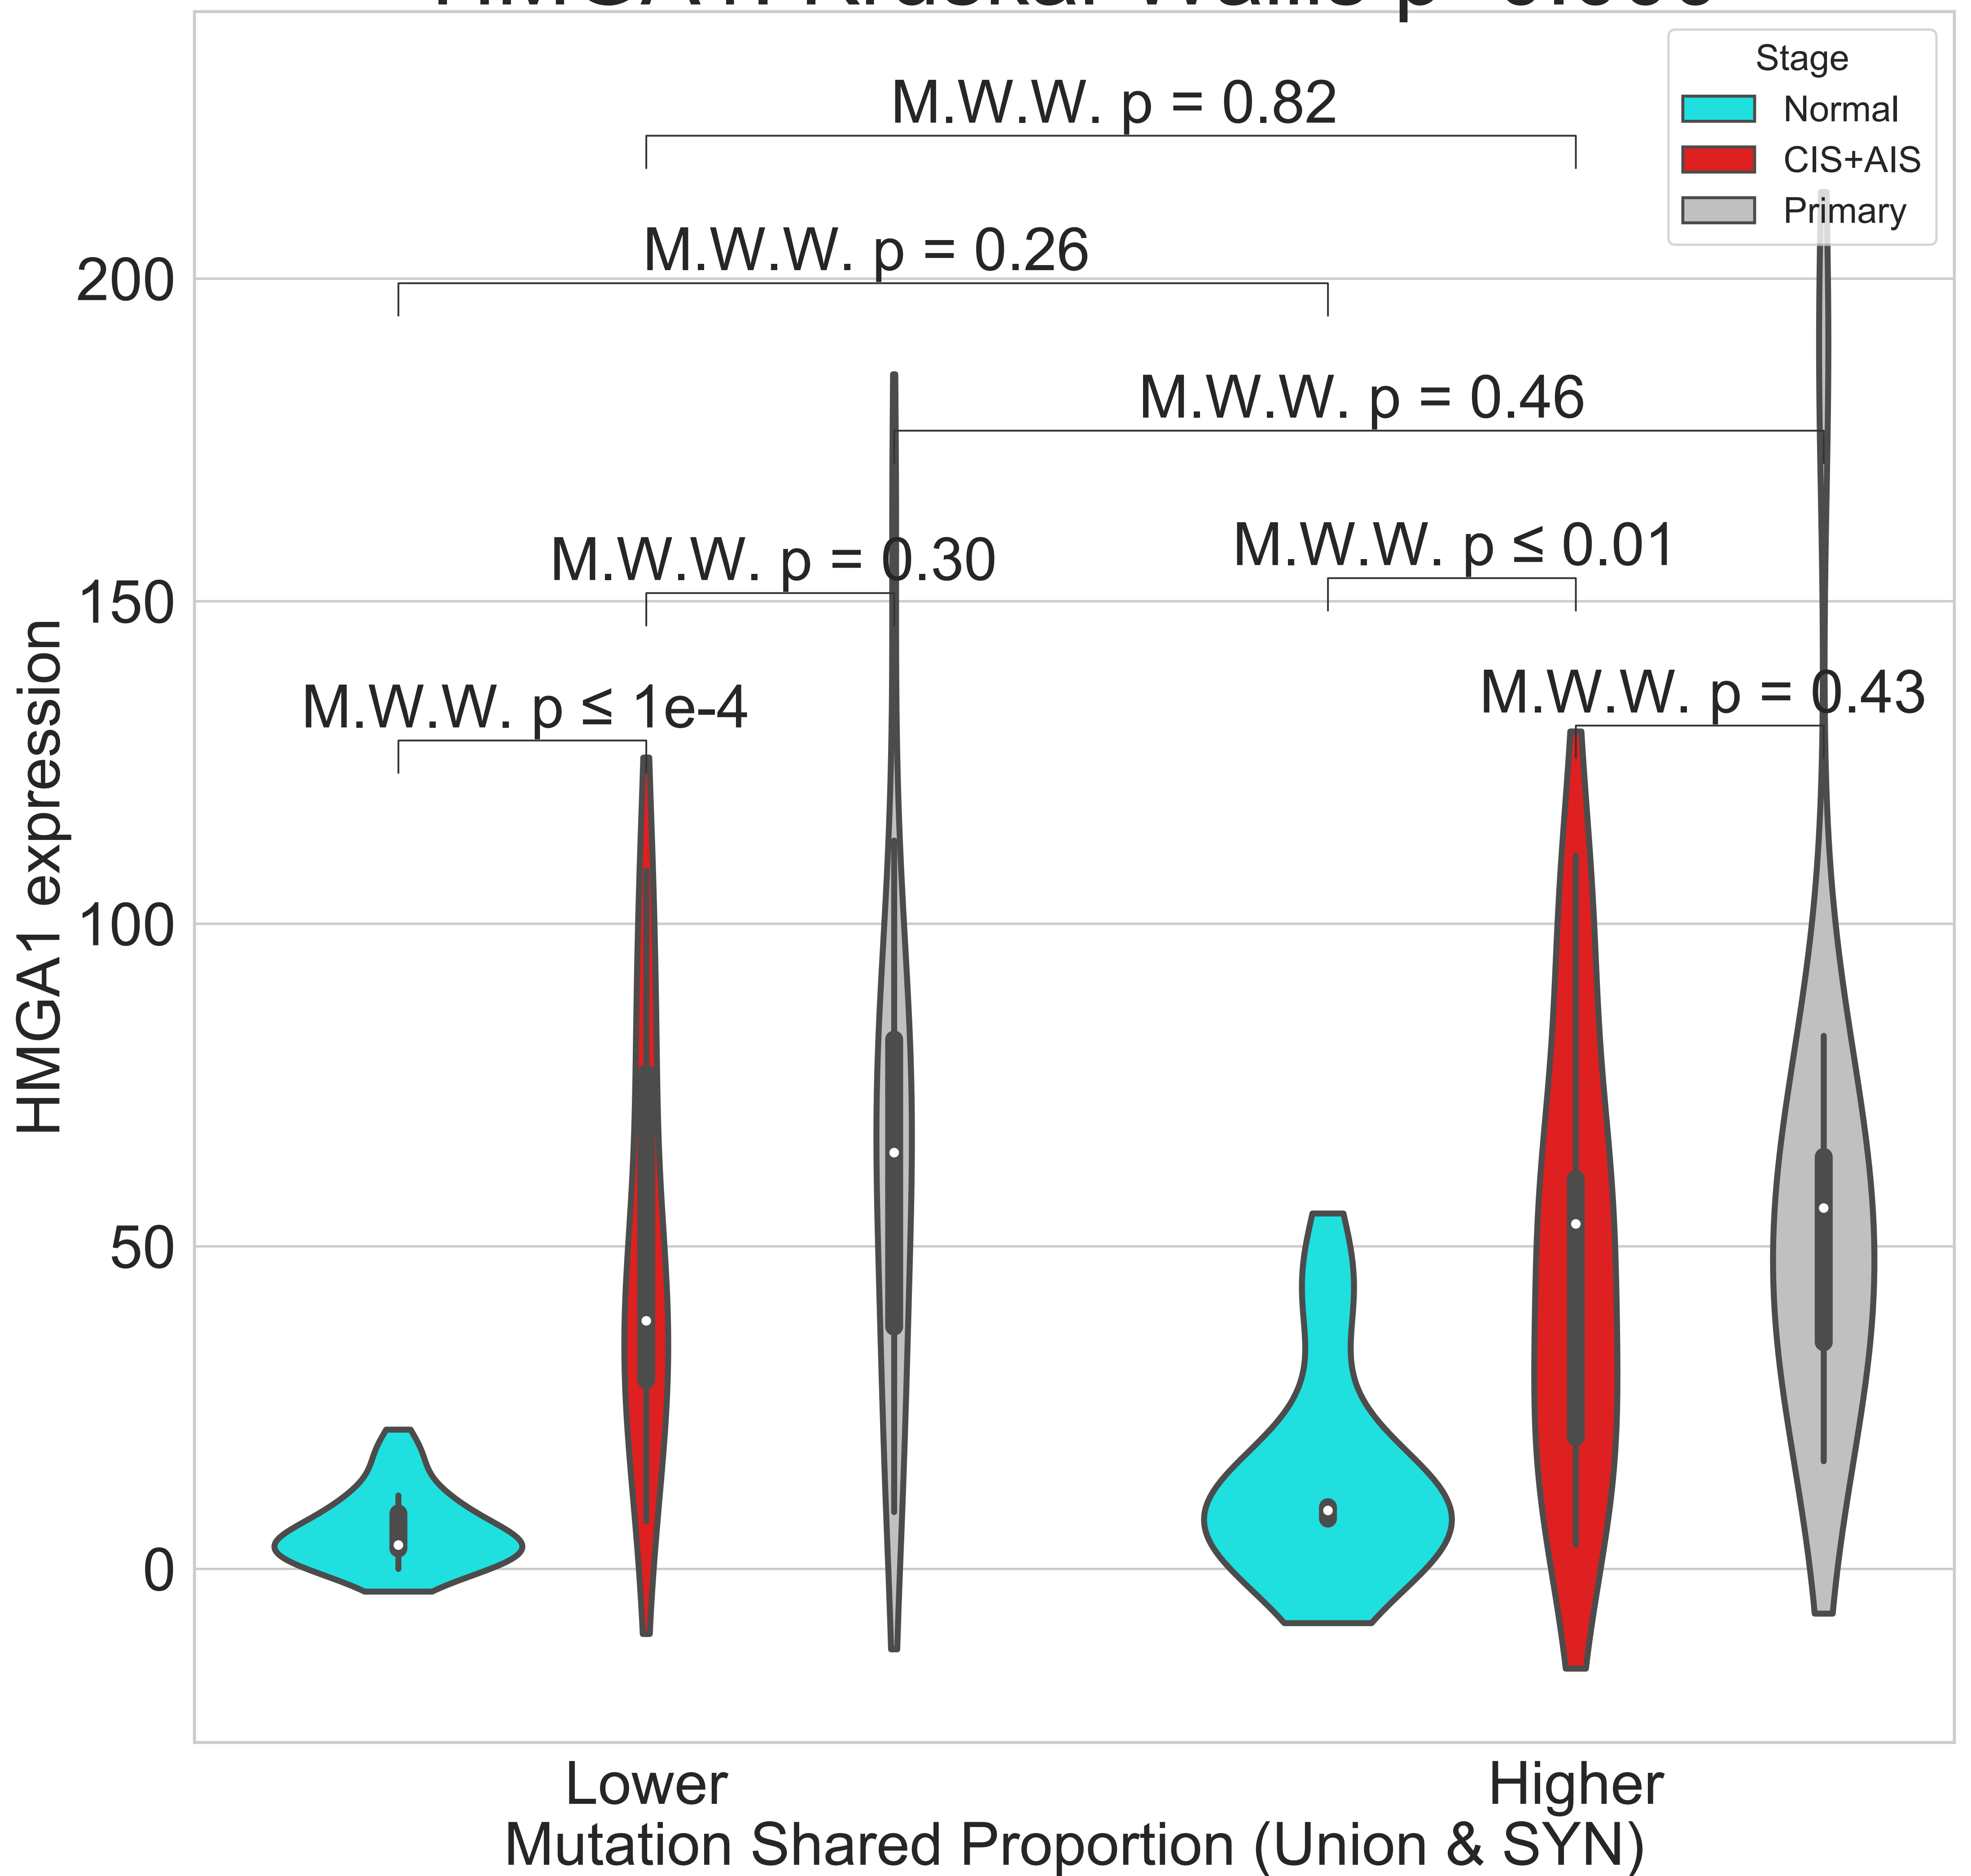 Stage
Normal
CIS+AIS
Primary
M.W.W. p = 0.82
M.W.W. p = 0.26
M.W.W. p = 0.46
M.W.W. p = 0.30
M.W.W. p ≤ 0.01
M.W.W. p ≤ 1e-4
M.W.W. p = 0.43
HMGA1 expression
200
150
100
50
0
Lower
Higher
Mutation Shared Proportion (Union & SYN)